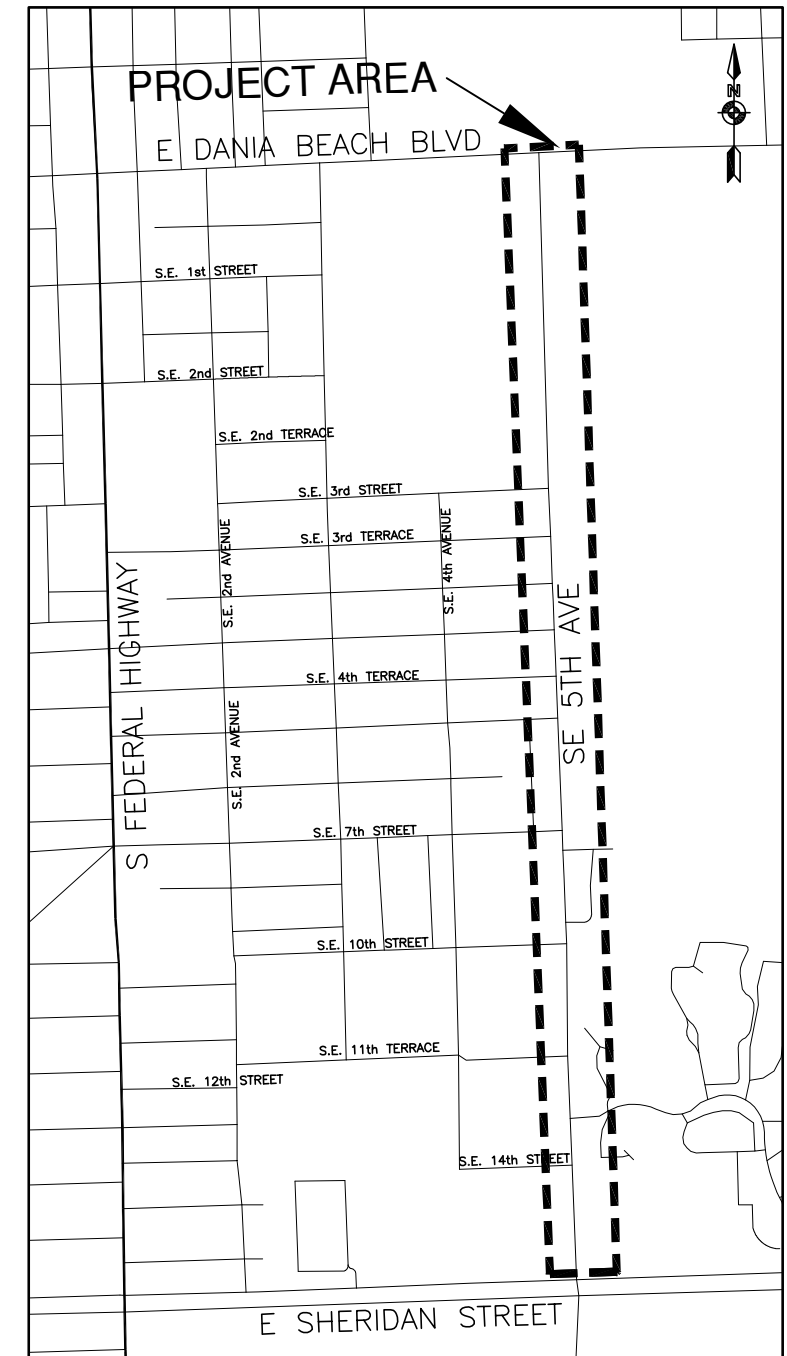 PROJECT AREA
N
E DANIA BEACH BLVD
S.E. 1st STREET
S.E. 2nd STREET
S.E. 2nd TERRACE
S.E. 3rd STREET
S.E. 3rd TERRACE
S.E. 2nd AVENUE
S.E. 4th AVENUE
S FEDERAL HIGHWAY
SE 5TH AVE
S.E. 4th TERRACE
S.E. 2nd AVENUE
S.E. 7th STREET
S.E. 10th STREET
S.E. 11th TERRACE
S.E. 12th STREET
S.E. 14th STREET
E SHERIDAN STREET